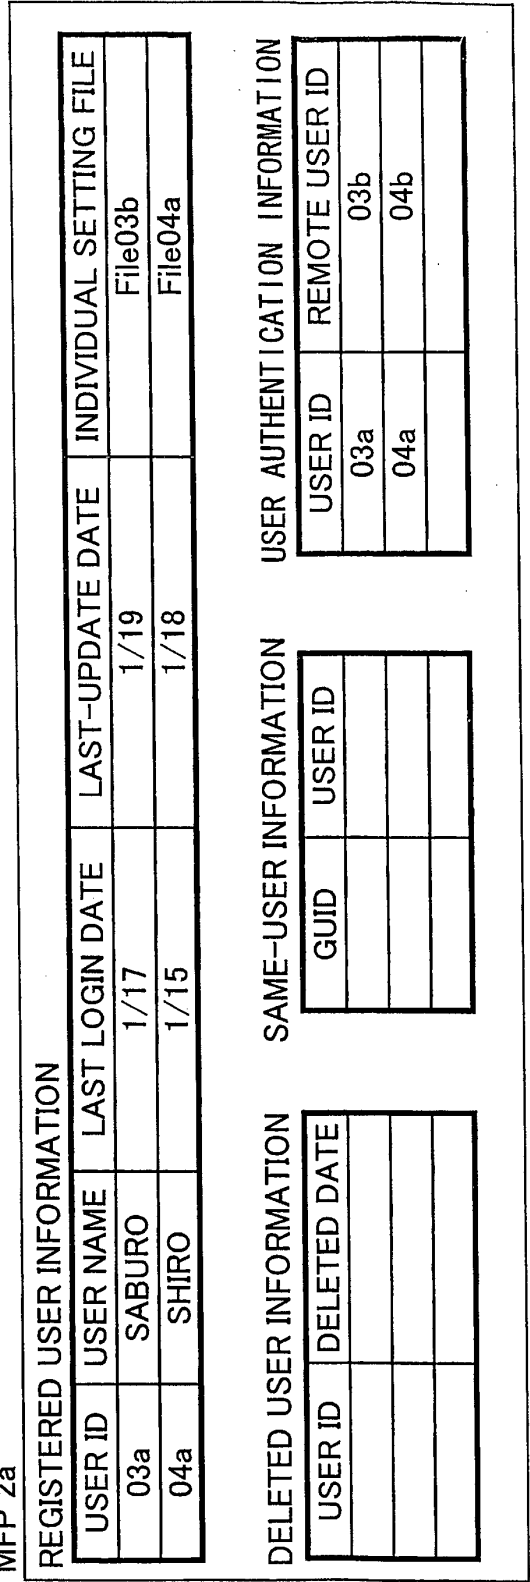 MFP 2a
REGISTERED USER INFORMATION
USER ID USER NAME LAST LOGIN DATE LAST-UPDATE DATE INDIVIDUAL SETTING FILE
03a SABURO 1/17 1/19 File03b
04a SHIRO 1/15 1/18 File04a
DELETED USER INFORMATION SAME-USER INFORMATION USER AUTHENTICATION INFORMATION
USER ID DELETED DATE GUID USER ID USER ID REMOTE USER ID
03a 03b
04a 04b